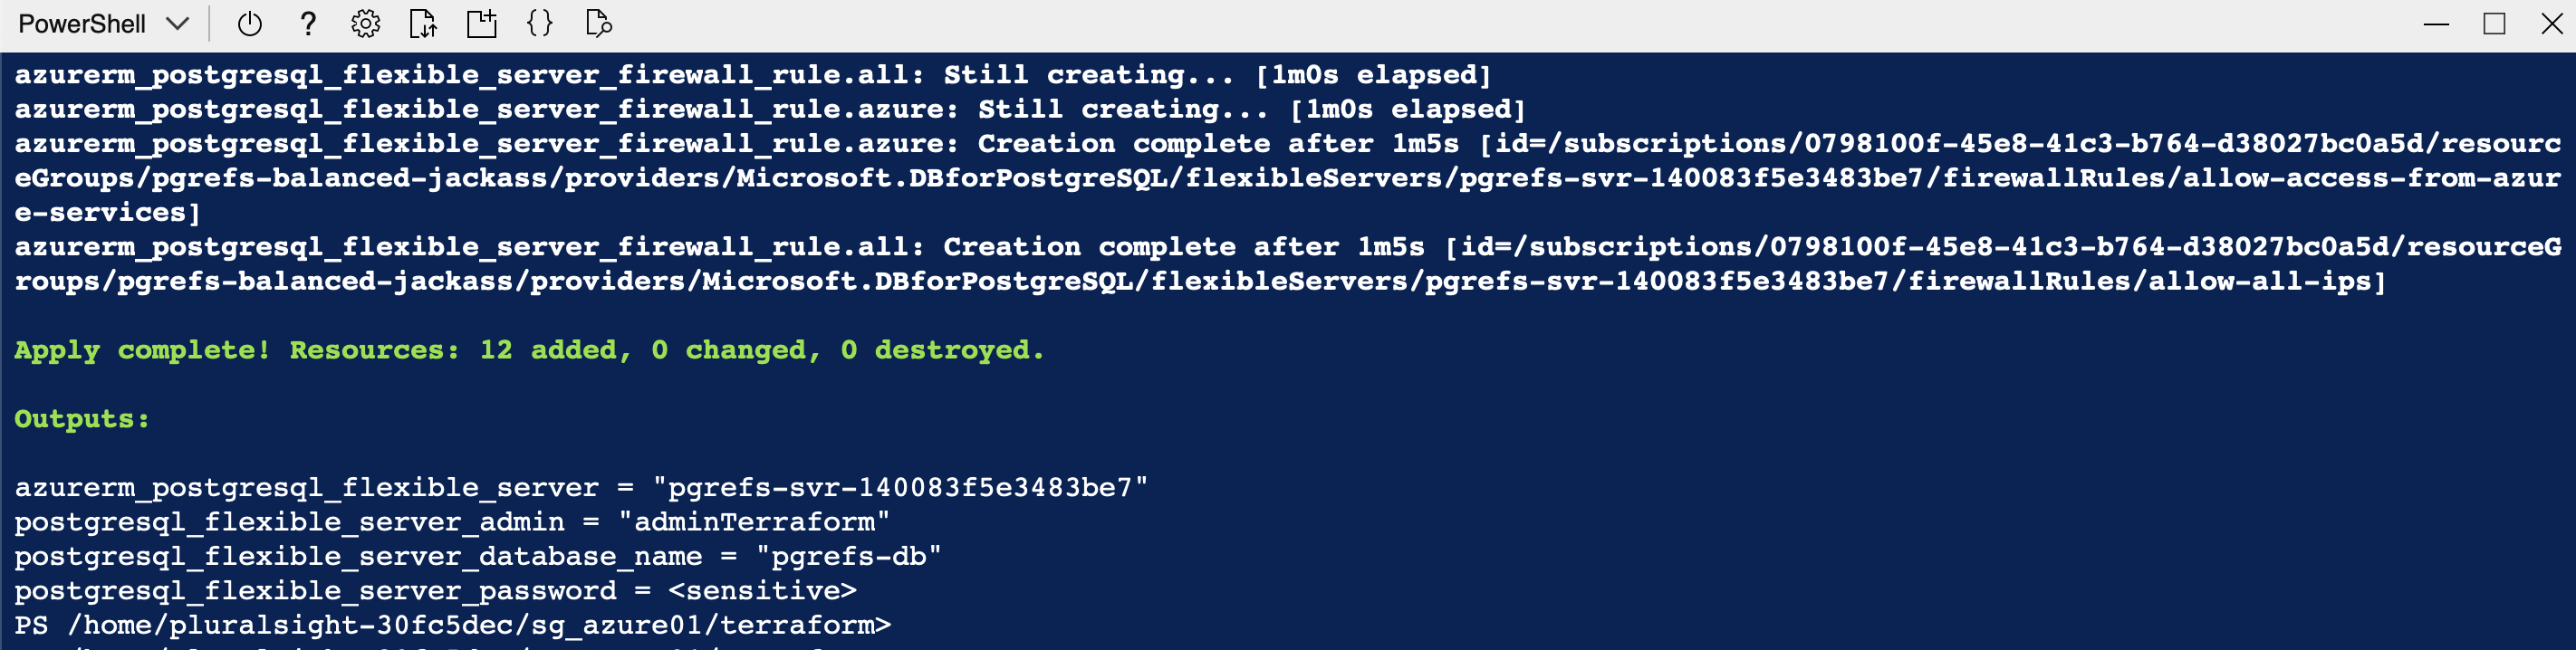 PowerShell
azurerm_postgresql_flexible_server_firewall_rule.all: Still creating... [1m0s elapsed]
azurerm_postgresql_flexible_server_firewall_rule.azure: Still creating... [1m0s elapsed]
azurerm_postgresql_flexible_server_firewall_rule.azure: Creation complete after 1m5s [id=/subscriptions/0798100f-45e8-41c3-b764-d38027bc0a5d/resourc
eGroups/pgrefs-balanced-jackass/providers/Microsoft.DBforPostgreSQL/flexibleServers/pgrefs-svr-140083f5e3483be7/firewallRules/allow-access-from-azur
e-services]
azurerm_postgresql_flexible_server_firewall_rule.all: Creation complete after 1m5s [id=/subscriptions/0798100f-45e8-41c3-b764-d38027bc0a5d/resourceG
roups/pgrefs-balanced-jackass/providers/Microsoft.DBforPostgreSQL/flexibleServers/pgrefs-svr-140083f5e3483be7/firewallRules/allow-all-ips]
Apply complete! Resources: 12 added, 0 changed, 0 destroyed.
Outputs:
azurerm_postgresql_flexible_server = "pgrefs-svr-140083f5e3483be7"
postgresql_flexible_server_admin = "adminTerraform"
postgresql_flexible_server_database_name = "pgrefs-db"
postgresql_flexible_server_password = <sensitive>
PS /home/pluralsight-30fc5dec/sg_azure01/terraform>